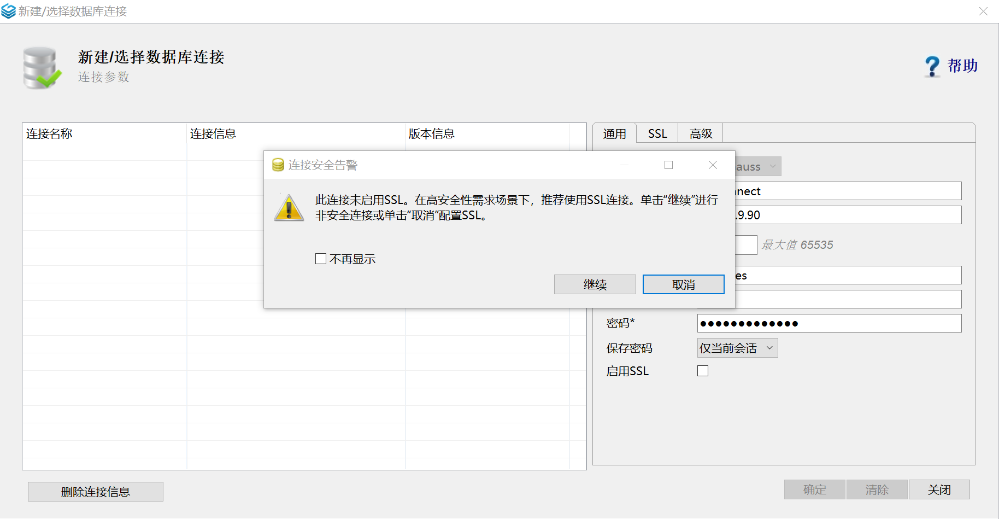 新建/选择数据库连接
新建/选择数据库连接
连接参数
帮助
连接名称 连接信息 版本信息
通用 SSL 高级
连接安全告警
此连接未启用SSL。在高安全性需求场景下，推荐使用SSL连接。单击“继续”进行
非安全连接或单击“取消”配置SSL。
不再显示
继续 取消
auss
nect
.9.90
最大值 65535
es
密码*
保存密码 仅当前会话
启用SSL
删除连接信息
确定 清除 关闭